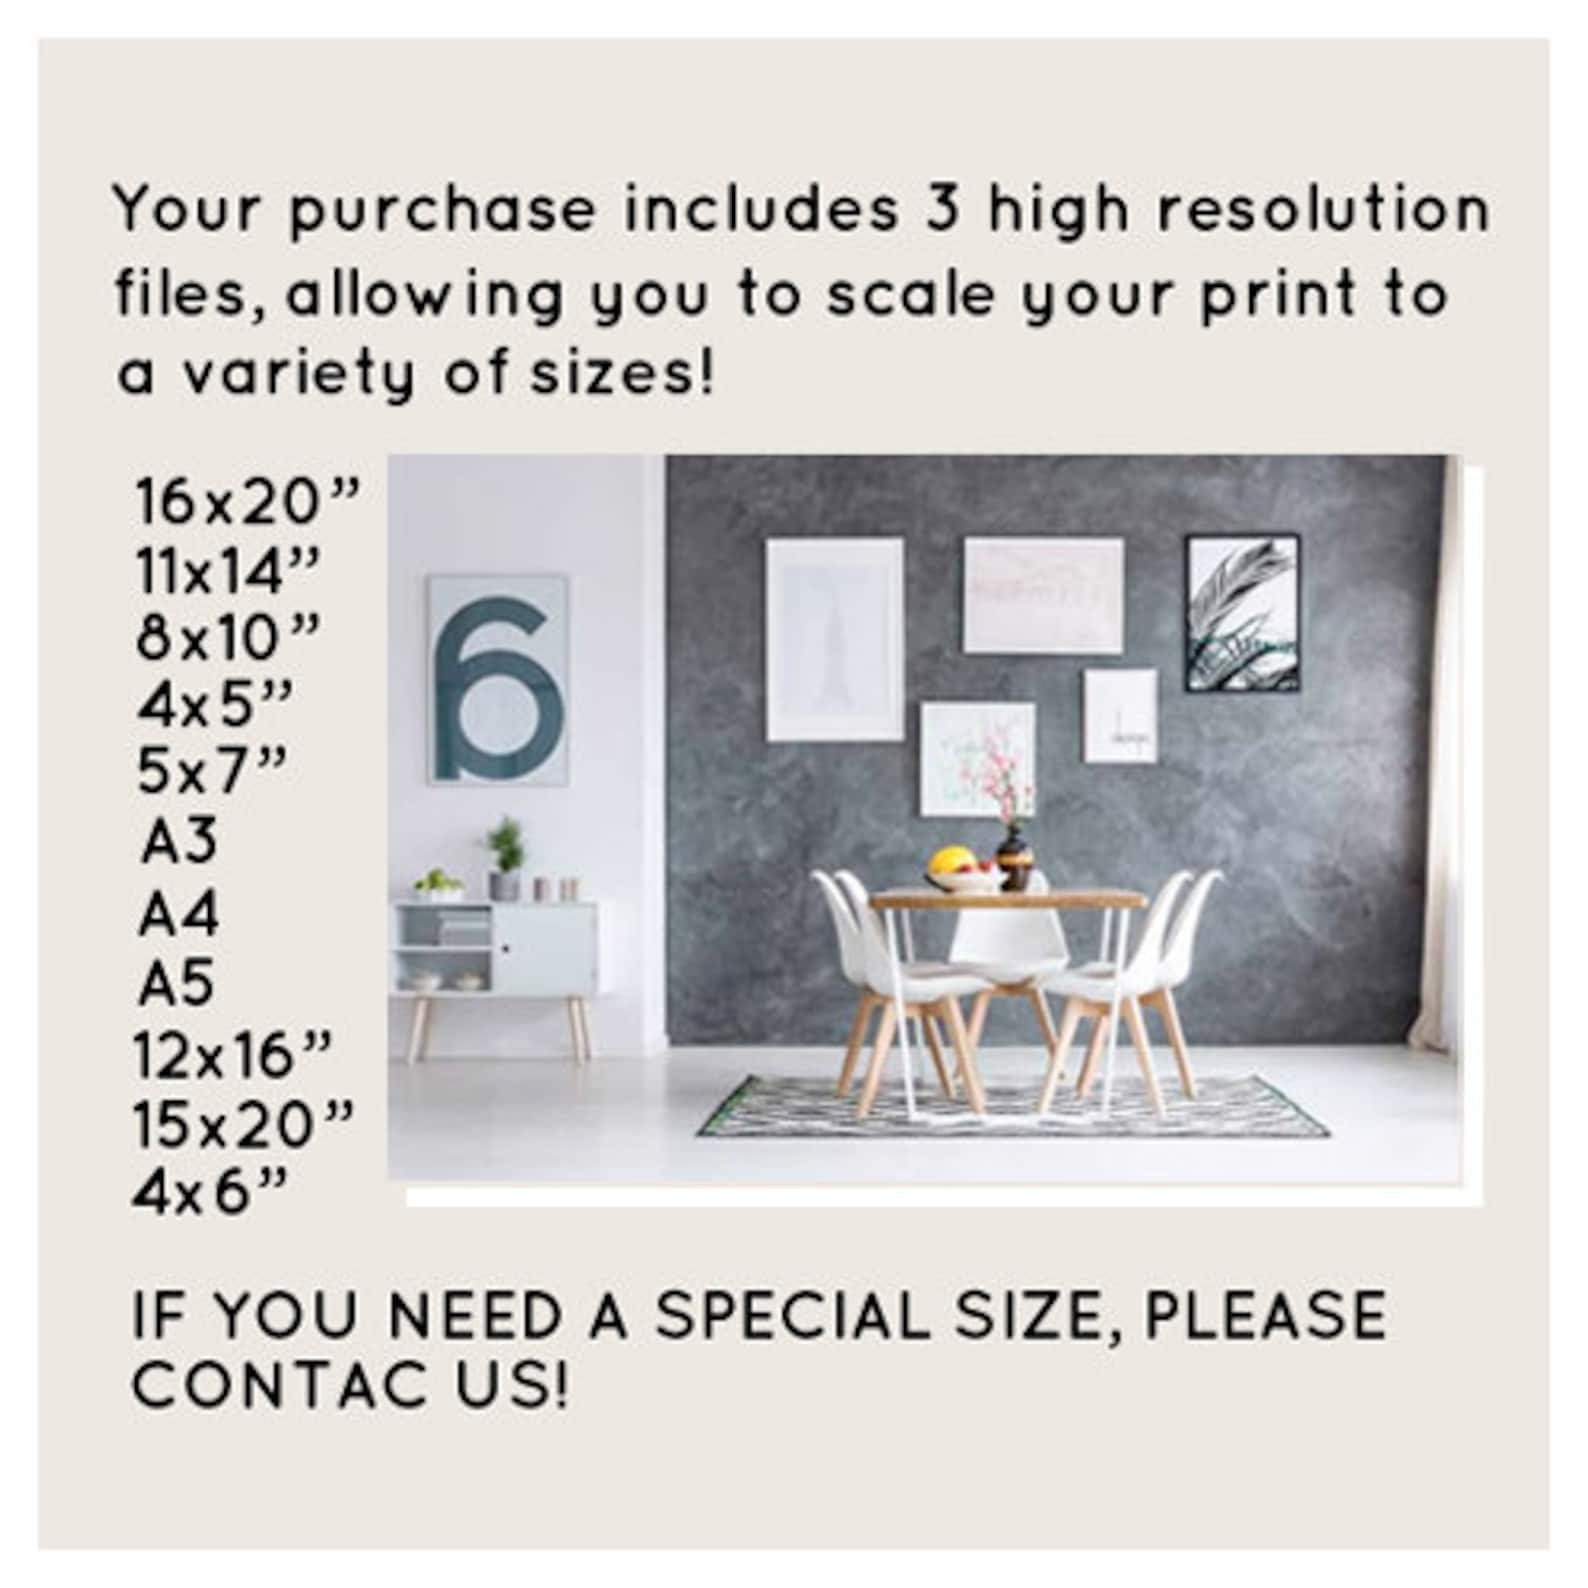 Your purchase includes 3 high resolution
files, allowing you to scale your print to
a variety of sizes!
16x20”
11x14”
8x10”
4x5”
5x7”
A3
A4
A5
12x16”
15x20”
4x6”
6
IF YOU NEED A SPECIAL SIZE, PLEASE
CONTAC US!